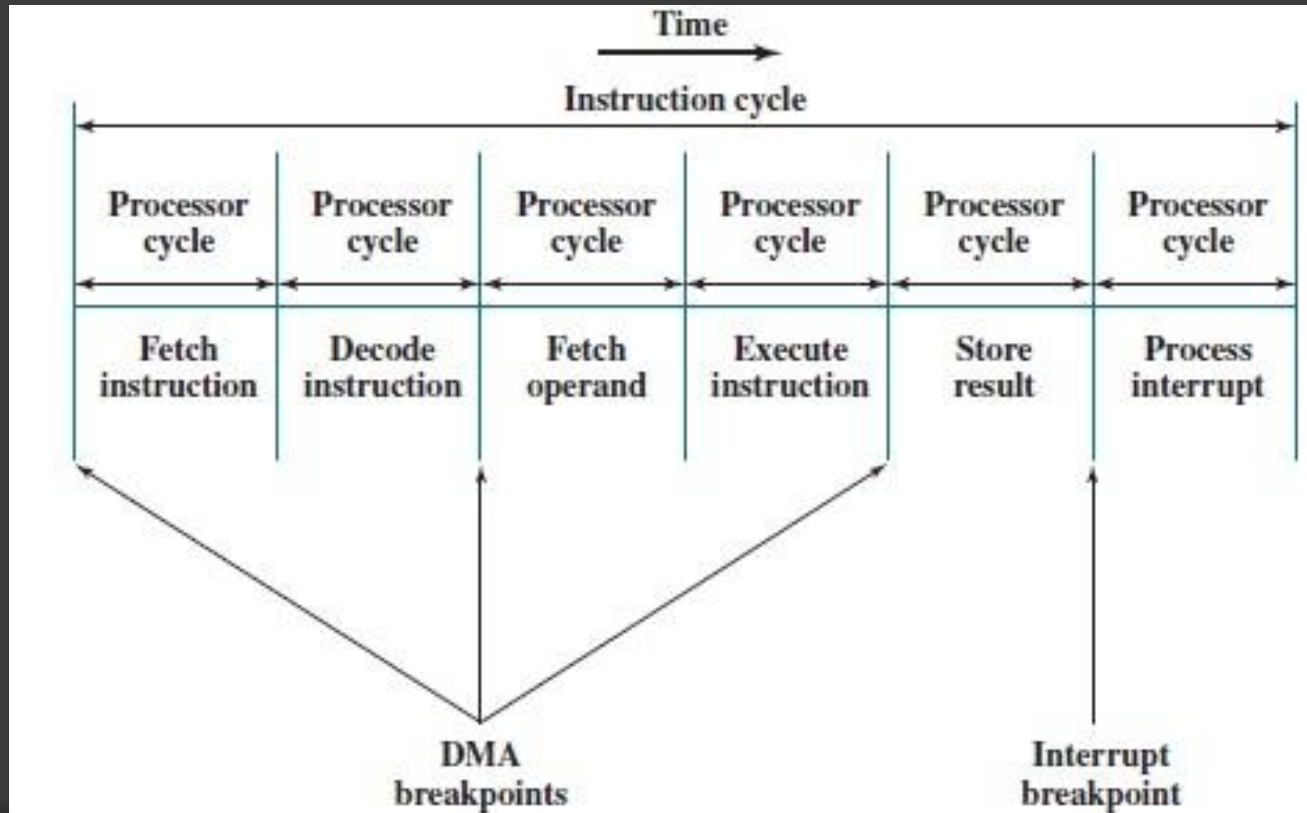 Time
Instruction cycle
Processor Processor Processor Processor Processor Processor
cycle cycle cycle cycle cycle cycle
Fetch Decode Fetch Execute Store Process
instruction instruction operand instruction result interrupt
DMA Interrupt
breakpoints breakpoint